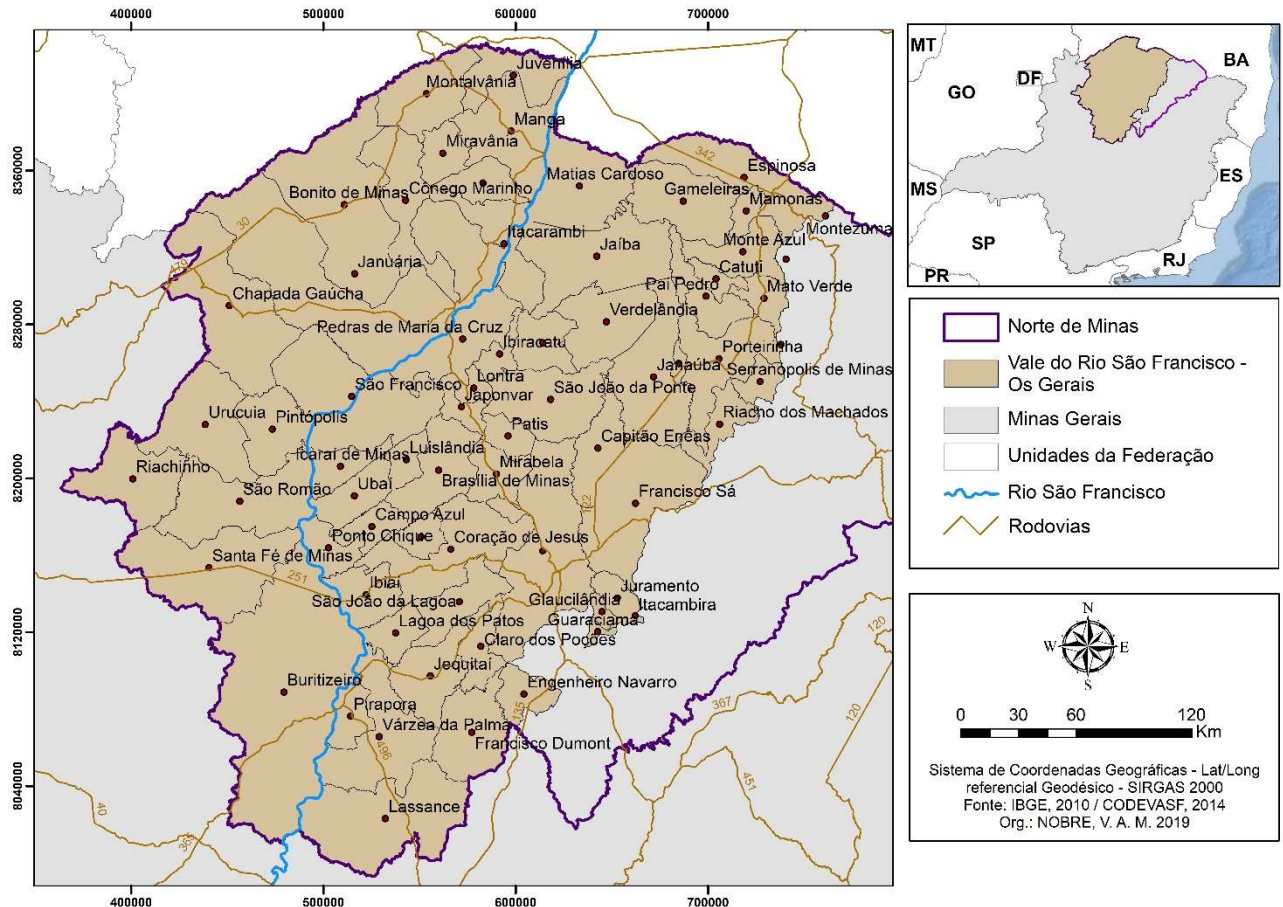 400000
500000
600000
700000
8360000
8280000
8200000
8120000
8040000
Juvenília
Montalvânia
Manga
Miravânia
342
Espinosa
Matias Cardoso
Gameleiras
Bonito de Minas
Cônego Marinho
Mamonas
Montezuma
401
30
Itacarambi
Jaíba
Monte Azul
479
Januária
Catuti
Pai Pedro
Mato Verde
Chapada Gaúcha
Verdelândia
Pedras de Maria da Cruz
Ibiracatu
Porteirinha
Janaúba
Serranópolis de Minas
Lontra
São João da Ponte
São Francisco
Japonvar
Riacho dos Machados
Urucuia
Pintópolis
Patis
Capitão Enéas
Luislândia
Icaraí de Minas
Mirabela
Riachinho
Brasília de Minas
São Romão
Ubaí
Francisco Sá
122
Campo Azul
Ponto Chique
Coração de Jesus
Santa Fé de Minas
251
Ibiaí
Juramento
São João da Lagoa
Glaucilândia
Itacambira
Lagoa dos Patos
Guaraciama
Claro dos Poções
120
Jequitaí
Buritizeiro
Engenheiro Navarro
Pirapora
135
367
120
Várzea da Palma
496
Francisco Dumont
451
Lassance
40
365
400000
500000
600000
700000
MT
BA
DF
GO
MS
ES
SP
RJ
PR
Norte de Minas
Vale do Rio São Francisco -
Os Gerais
Minas Gerais
Unidades da Federação
Rio São Francisco
Rodovias
N
W
E
S
0
30
60
120
Km
Sistema de Coordenadas Geográficas - Lat/Long
referencial Geodésico - SIRGAS 2000
Fonte: IBGE, 2010 / CODEVASF, 2014
Org.: NOBRE, V. A. M. 2019